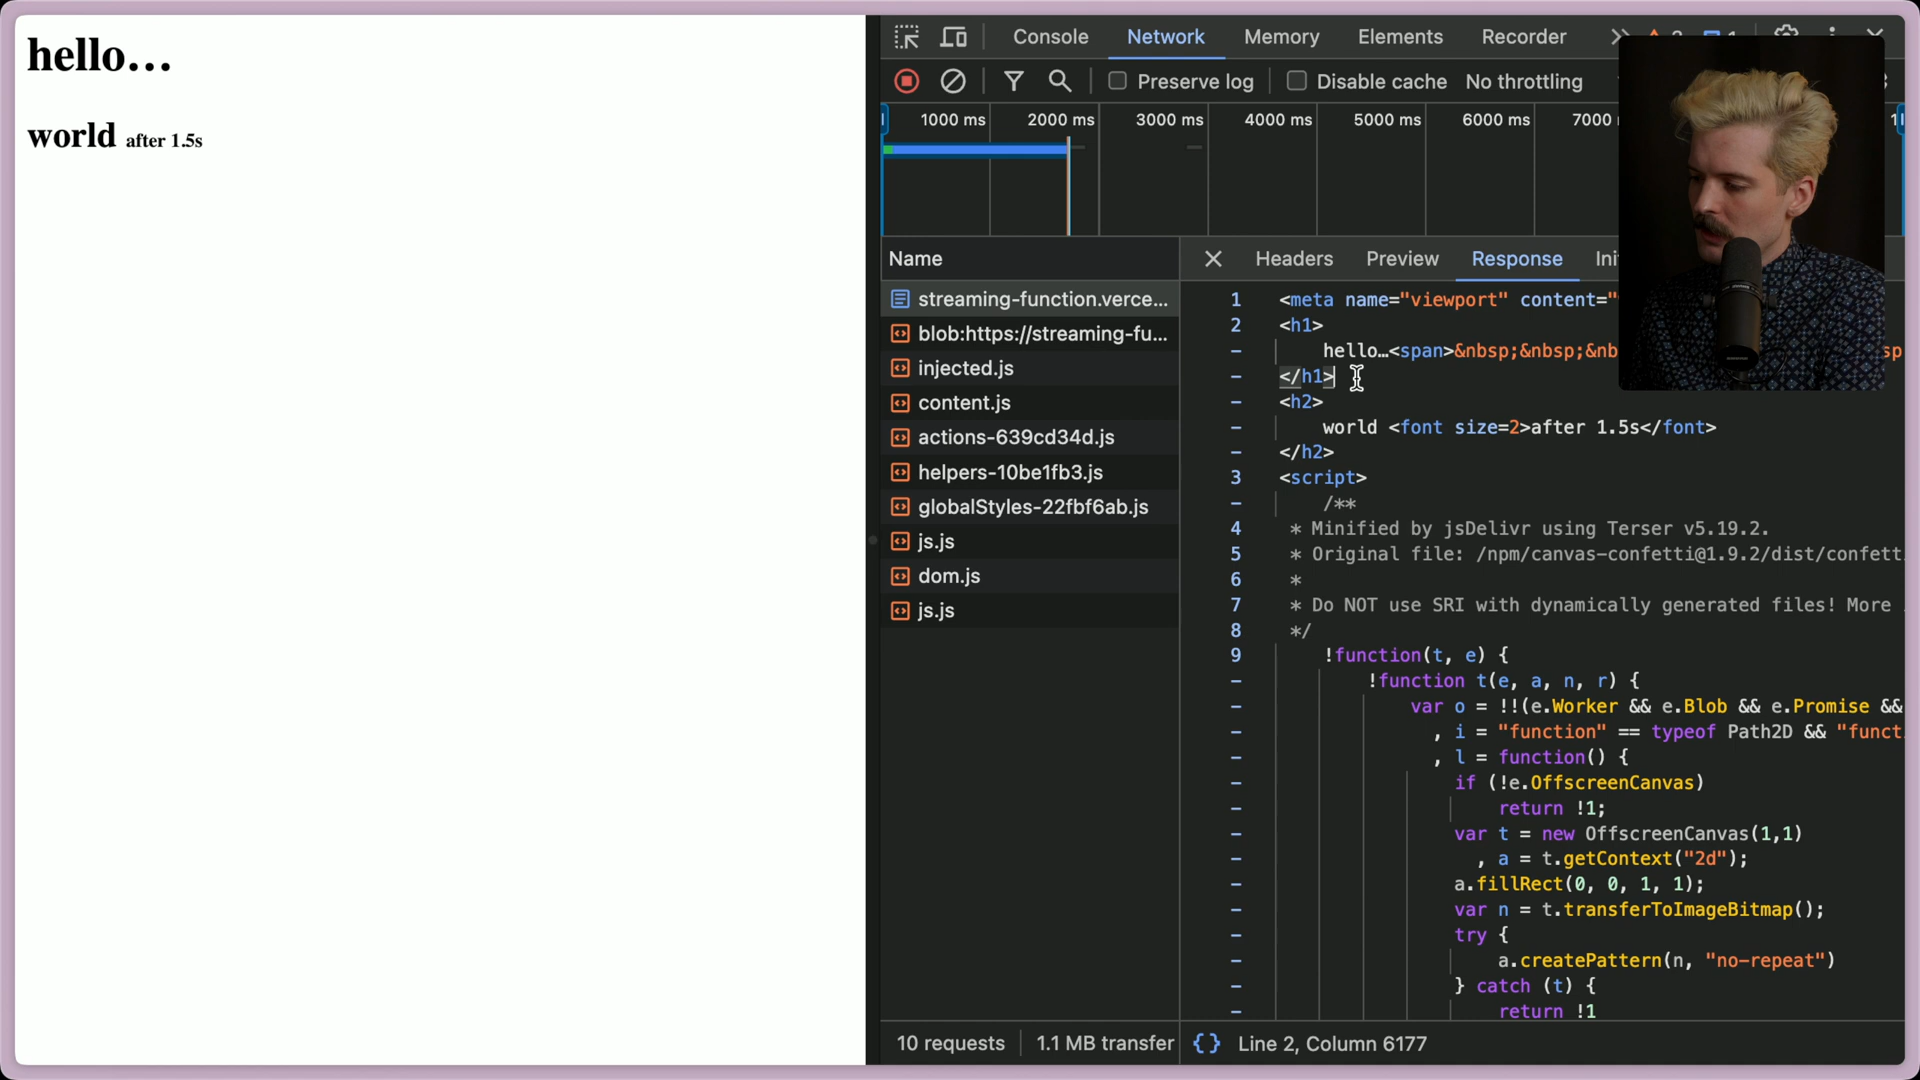 hello…
world after 1.5s
Console
Network
Memory
Elements
Recorder
Preserve log
Disable cache
No throttling
1000 ms
2000 ms
3000 ms
4000 ms
5000 ms
6000 ms
Name
Headers
Preview
Response
streaming-function.verce...
blob:https://streaming-fu...
injected.js
content.js
actions-639cd34d.js
helpers-10be1fb3.js
globalStyles-22fbf6ab.js
js.js
dom.js
js.js
1 <meta name="viewport" content="
2 <h1>
- hello…<span>&nbsp;&nbsp;&nb
- </h1>
- <h2>
- world <font size=2>after 1.5s</font>
- </h2>
3 <script>
- /**
4 * Minified by jsDelivr using Terser v5.19.2.
5 * Original file: /npm/canvas-confetti@1.9.2/dist/confett
6 *
7 * Do NOT use SRI with dynamically generated files! More
8 */
9 !function(t, e) {
- !function t(e, a, n, r) {
- var o = !!(e.Worker && e.Blob && e.Promise &&
- , i = "function" == typeof Path2D && "funct
- , l = function() {
- if (!e.OffscreenCanvas)
- return !1;
- var t = new OffscreenCanvas(1,1)
- , a = t.getContext("2d");
- a.fillRect(0, 0, 1, 1);
- var n = t.transferToImageBitmap();
- try {
- a.createPattern(n, "no-repeat")
- } catch (t) {
- return !1
10 requests
1.1 MB transfer
{} Line 2, Column 6177